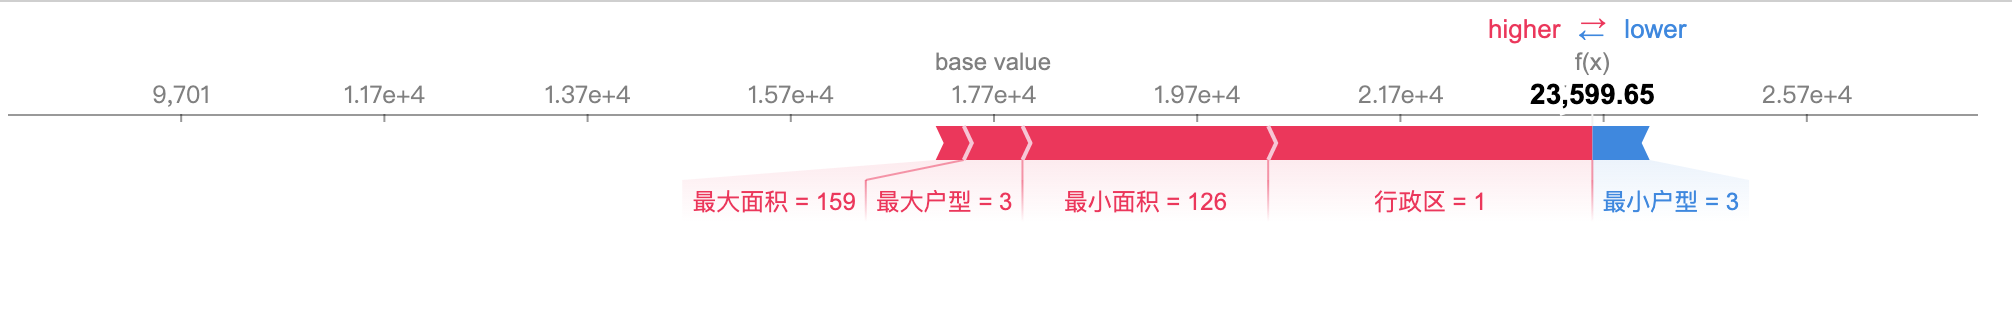 higher ⇄ lower
base value f(x)
9,701 1.17e+4 1.37e+4 1.57e+4 1.77e+4 1.97e+4 2.17e+4 23,599.65 2.57e+4
最大面积 = 159 最大户型 = 3 最小面积 = 126 行政区 = 1 最小户型 = 3